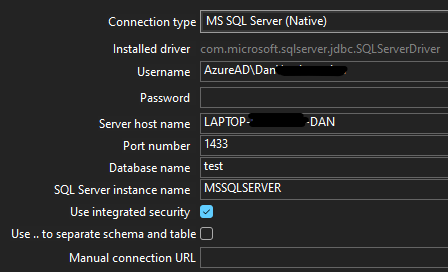 Connection type MS SQL Server (Native)
Installed driver com.microsoft.sqlserver.jdbc.SQLServerDriver
Username AzureAD\Dan
Password
Server host name LAPTOP- -DAN
Port number 1433
Database name test
SQL Server instance name MSSQLSERVER
Use integrated security
Use .. to separate schema and table
Manual connection URL